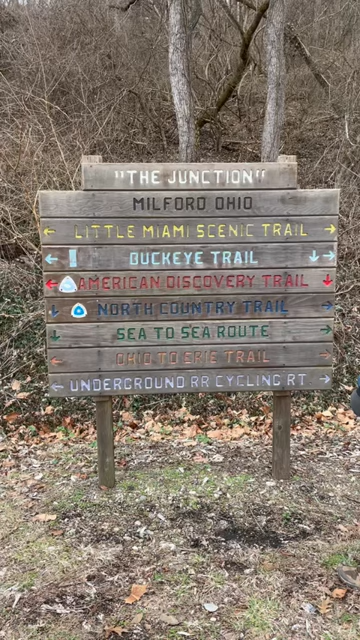 "THE JUNCTION"
MILFORD OHIO
← LITTLE MIAMI SCENIC TRAIL →
← BUCKEYE TRAIL ↓→
← AMERICAN DISCOVERY TRAIL ↓
↓ NORTH COUNTRY TRAIL →
↓ SEA TO SEA ROUTE →
← OHIO TO ERIE TRAIL →
← UNDERGROUND RR CYCLING RT →